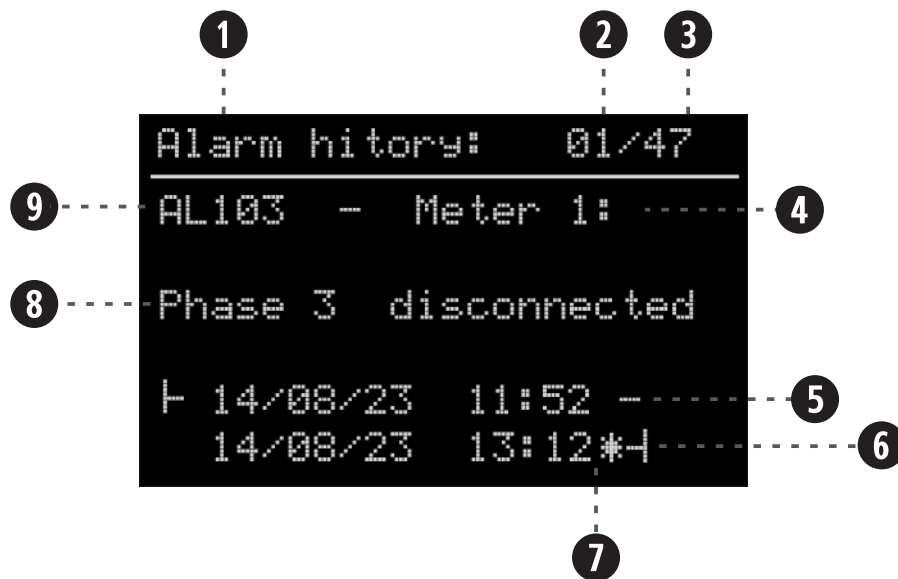 1 2 3
Alarm hitory: 01/47
9 AL103 - Meter 1: 4
8 Phase 3 disconnected
├ 14/08/23 11:52 - 5
14/08/23 13:12*┤ 6
7